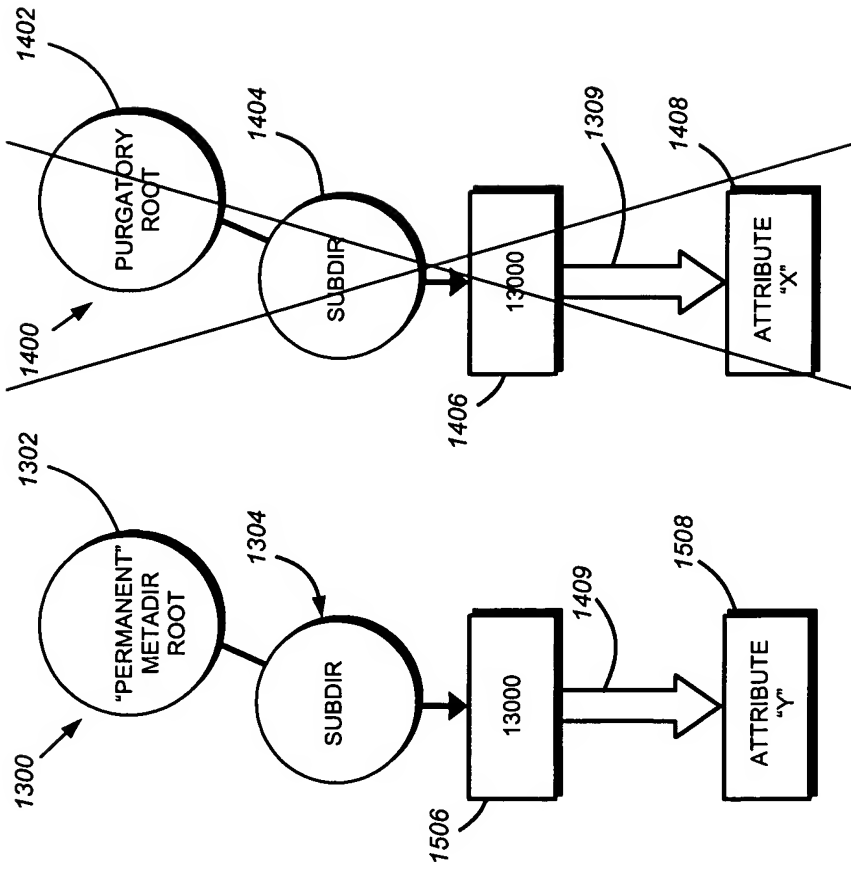 1300
"PERMANENT"
METADIR
ROOT
1302
SUBDIR
1304
1506
13000
1409
ATTRIBUTE
"Y"
1508
1400
PURGATORY
ROOT
1402
SUBDIR
1404
1406
13000
1309
ATTRIBUTE
"X"
1408